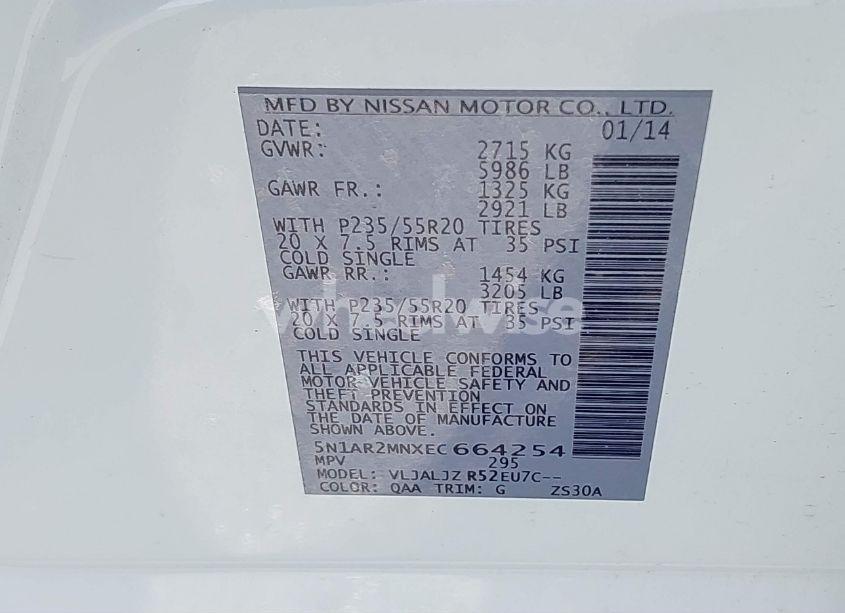 MFD BY NISSAN MOTOR CO., LTD.
DATE: 01/14
GVWR: 2715 KG
5986 LB
GAWR FR.: 1325 KG
2921 LB
WITH P235/55R20 TIRES
20 X 7.5 RIMS AT 35 PSI
COLD SINGLE
GAWR RR.: 1454 KG
3205 LB
WITH P235/55R20 TIRES
20 X 7.5 RIMS AT 35 PSI
COLD SINGLE
THIS VEHICLE CONFORMS TO
ALL APPLICABLE FEDERAL
MOTOR VEHICLE SAFETY AND
THEFT PREVENTION
STANDARDS IN EFFECT ON
THE DATE OF MANUFACTURE
SHOWN ABOVE.
5N1AR2MNXEC664254
MPV 295
MODEL: VLJALJZ R52EU7C--
COLOR: QAA TRIM: G ZS30A